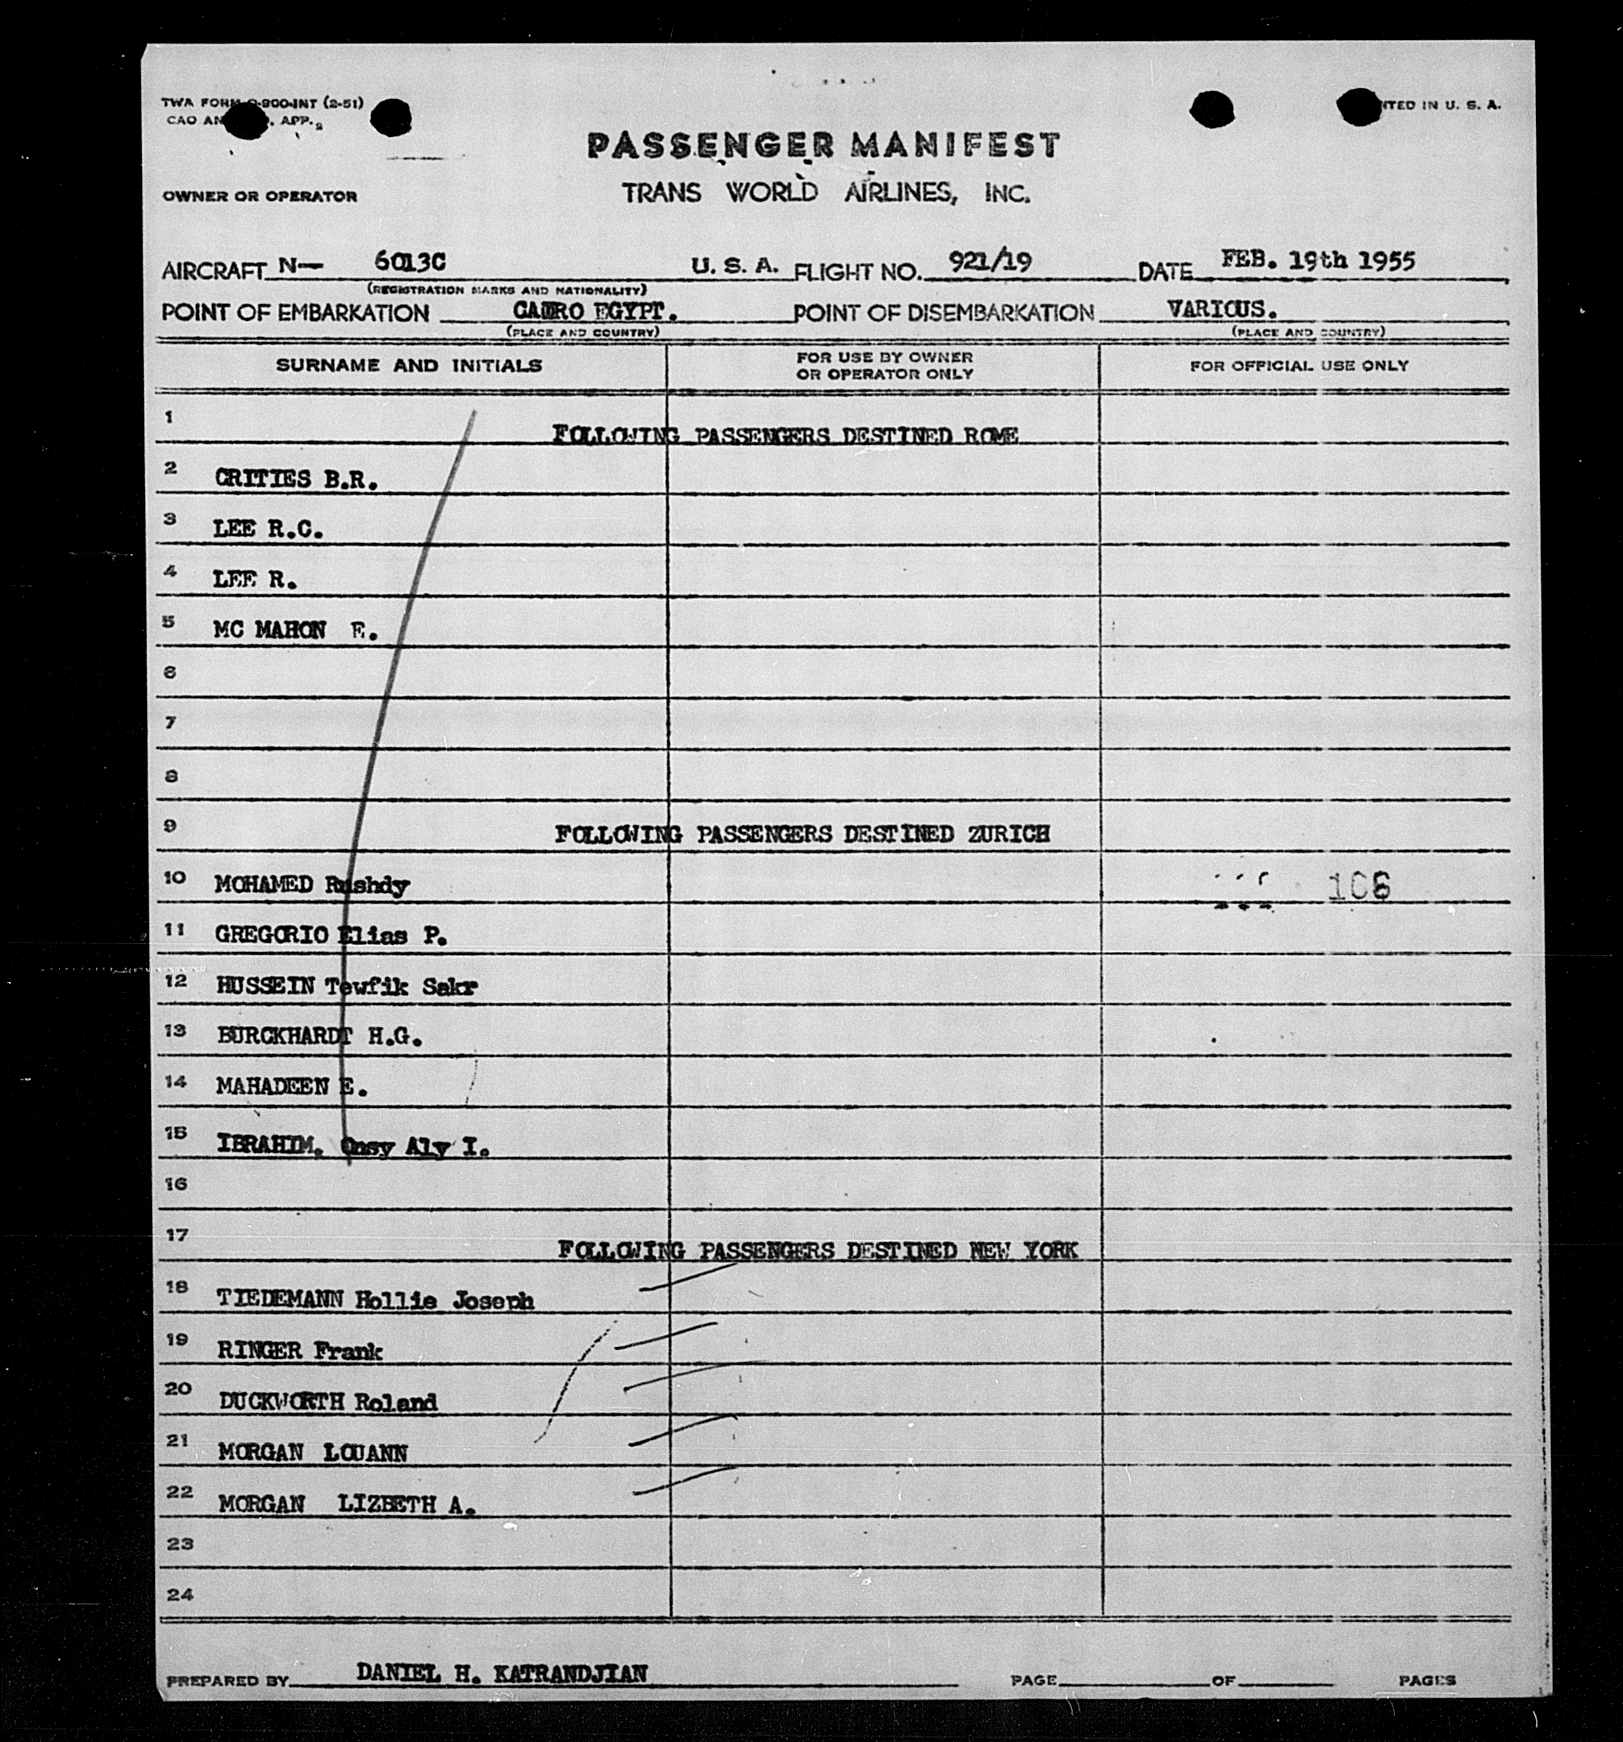 TWA FORM O-900-INT (2-51)
CAO AN APP.
NTED IN U. S. A.
PASSENGER MANIFEST
OWNER OR OPERATOR TRANS WORLD AIRLINES, INC.
AIRCRAFT N— 6013C U. S. A. FLIGHT NO. 921/19 DATE FEB. 19th 1955
(REGISTRATION MARKS AND NATIONALITY)
POINT OF EMBARKATION CAIRO EGYPT. POINT OF DISEMBARKATION VARIOUS.
(PLACE AND COUNTRY) (PLACE AND COUNTRY)
SURNAME AND INITIALS FOR USE BY OWNER OR OPERATOR ONLY FOR OFFICIAL USE ONLY
1 FOLLOWING PASSENGERS DESTINED ROME
2 CRITIES B.R.
3 LEE R.C.
4 LEE R.
5 MC MAHON E.
6
7
8
9 FOLLOWING PASSENGERS DESTINED ZURICH
10 MOHAMED Rushdy 106
11 GREGORIO Elias P.
12 HUSSEIN Tewfik Sakr
13 BURCKHARDT H.G.
14 MAHADEEN E.
15 IBRAHIM. Onsy Aly I.
16
17 FOLLOWING PASSENGERS DESTINED NEW YORK
18 TIEDEMANN Hollie Joseph
19 RINGER Frank
20 DUCKWORTH Roland
21 MORGAN LOUANN
22 MORGAN LIZBETH A.
23
24
PREPARED BY DANIEL H. KATRANDJIAN PAGE OF PAGES